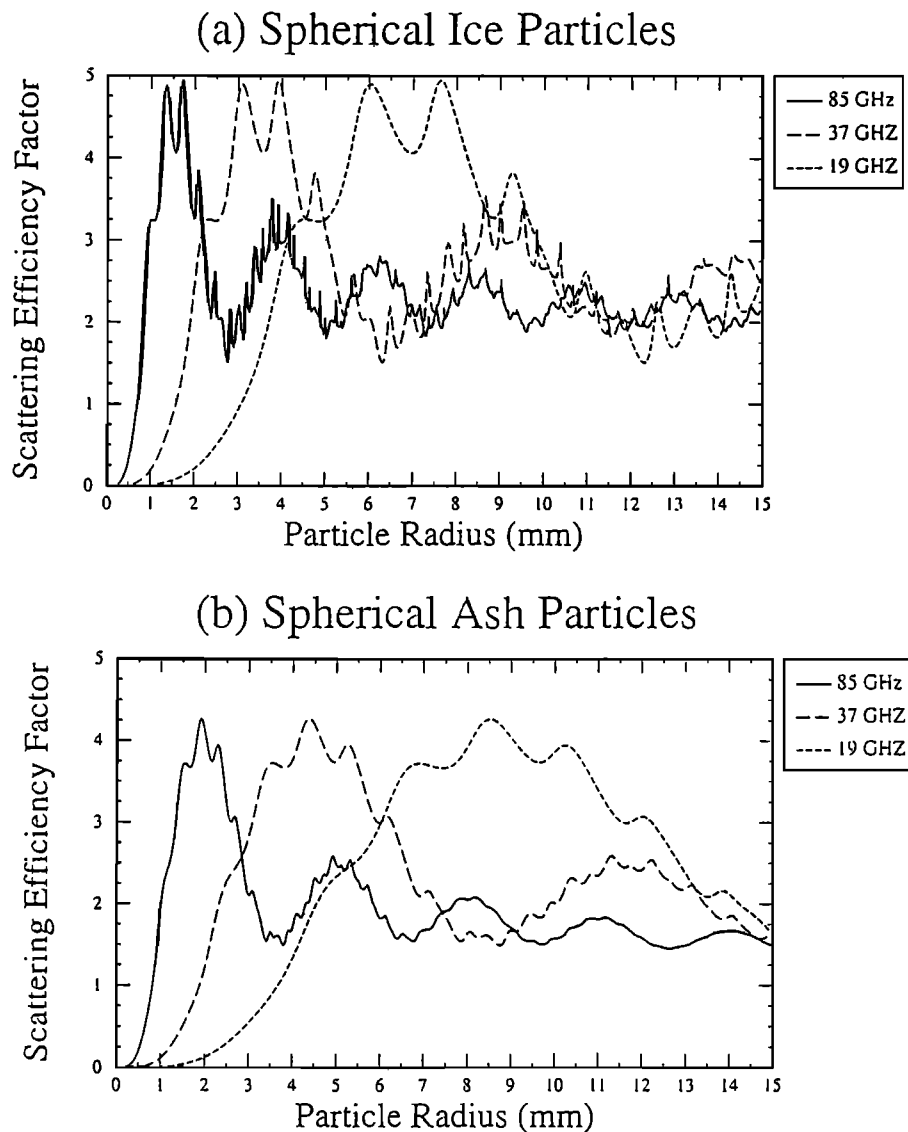 (a) Spherical Ice Particles
5
4
3
2
1
0
Scattering Efficiency Factor
0 1 2 3 4 5 6 7 8 9 10 11 12 13 14 15
Particle Radius (mm)
85 GHz
37 GHZ
19 GHZ
(b) Spherical Ash Particles
5
4
3
2
1
0
Scattering Efficiency Factor
0 1 2 3 4 5 6 7 8 9 10 11 12 13 14 15
Particle Radius (mm)
85 GHz
37 GHZ
19 GHZ